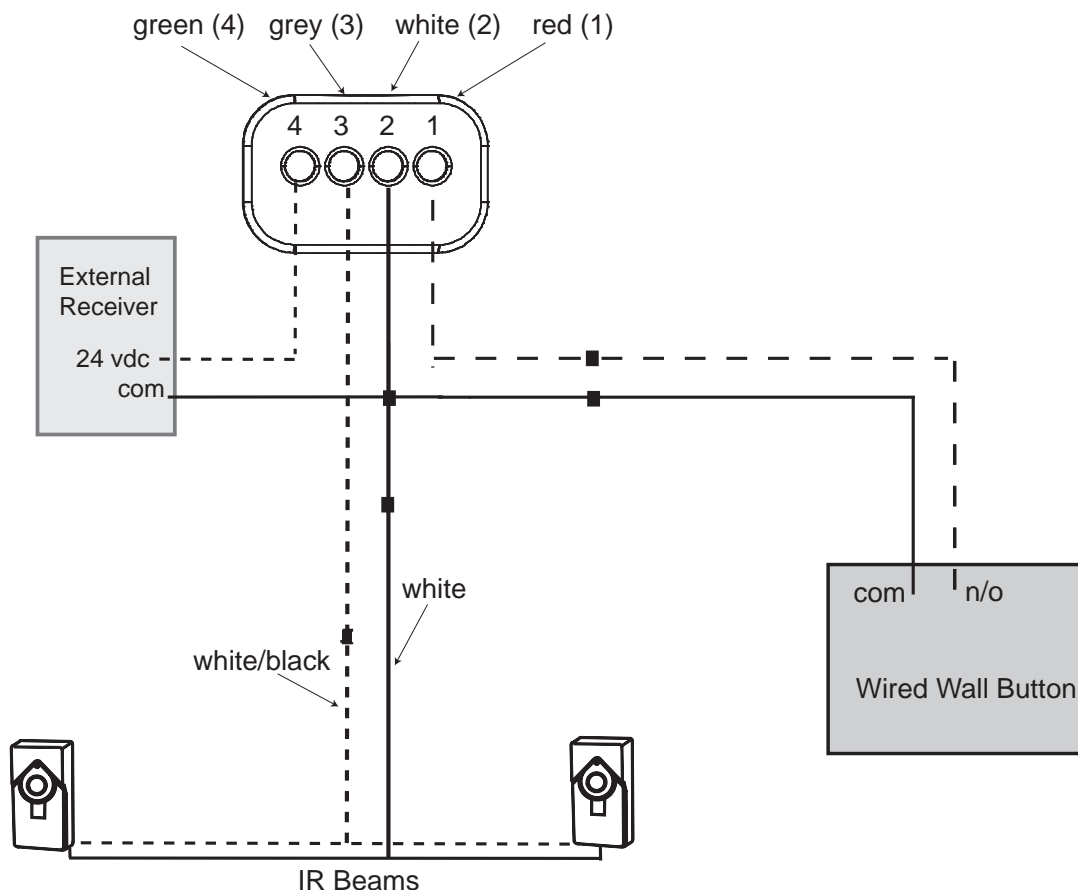 green (4) grey (3) white (2) red (1)
4 3 2 1
External
Receiver
24 vdc
com
white
com n/o
white/black
Wired Wall Button
IR Beams